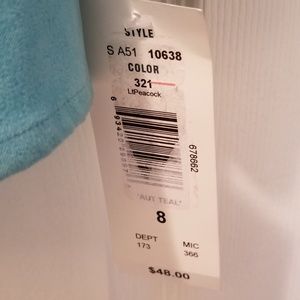 STYLE
S A51 10638
COLOR
321
LtPeacock
678662
'AUT TEAL'
8
DEPT MIC
173 366
$48.00